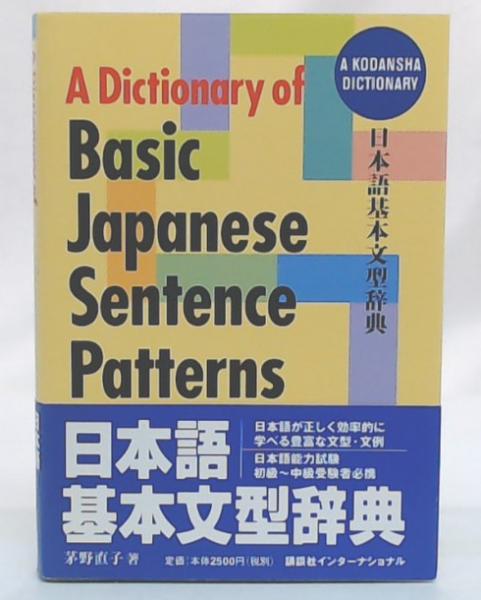 A Dictionary of
Basic
Japanese
Sentence
Patterns
A KODANSHA
DICTIONARY
日本語基本文型辞典
日本語
基本文型辞典
日本語が正しく効率的に
学べる豊富な文型・文例
日本語能力試験
初級〜中級受験者必携
茅野直子著
定価:本体2500円(税別)
講談社インターナショナル